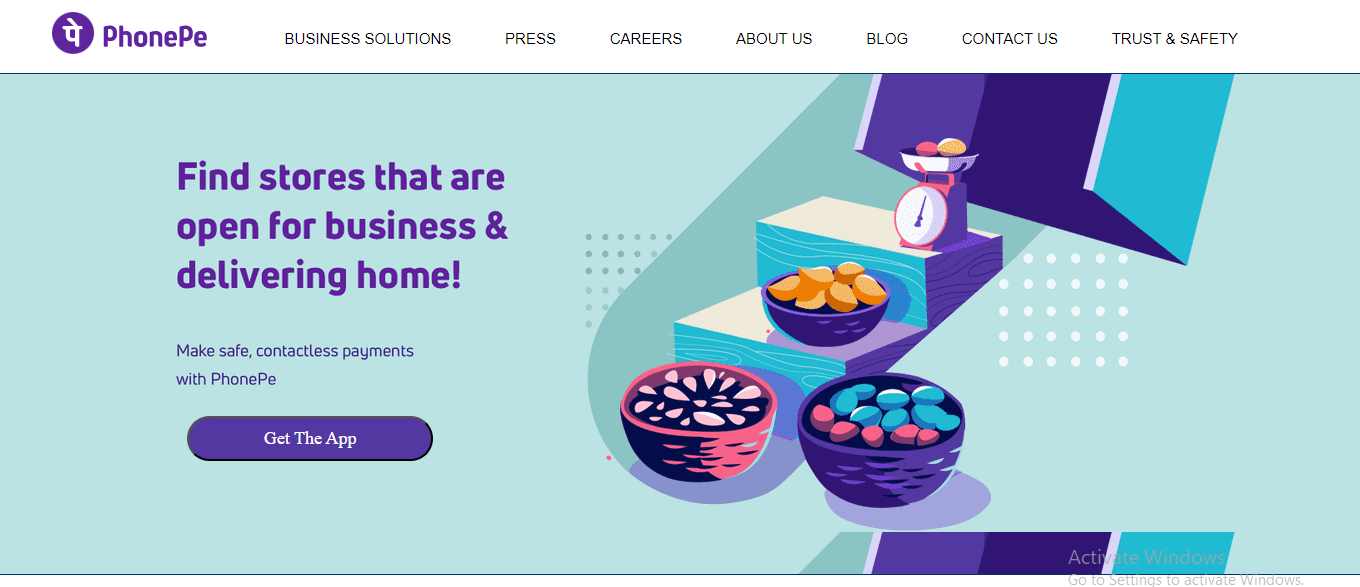 पे PhonePe
BUSINESS SOLUTIONS PRESS CAREERS ABOUT US BLOG CONTACT US TRUST & SAFETY
Find stores that are
open for business &
delivering home!
Make safe, contactless payments
with PhonePe
Get The App
Activate Windows
Go to Settings to activate Windows.